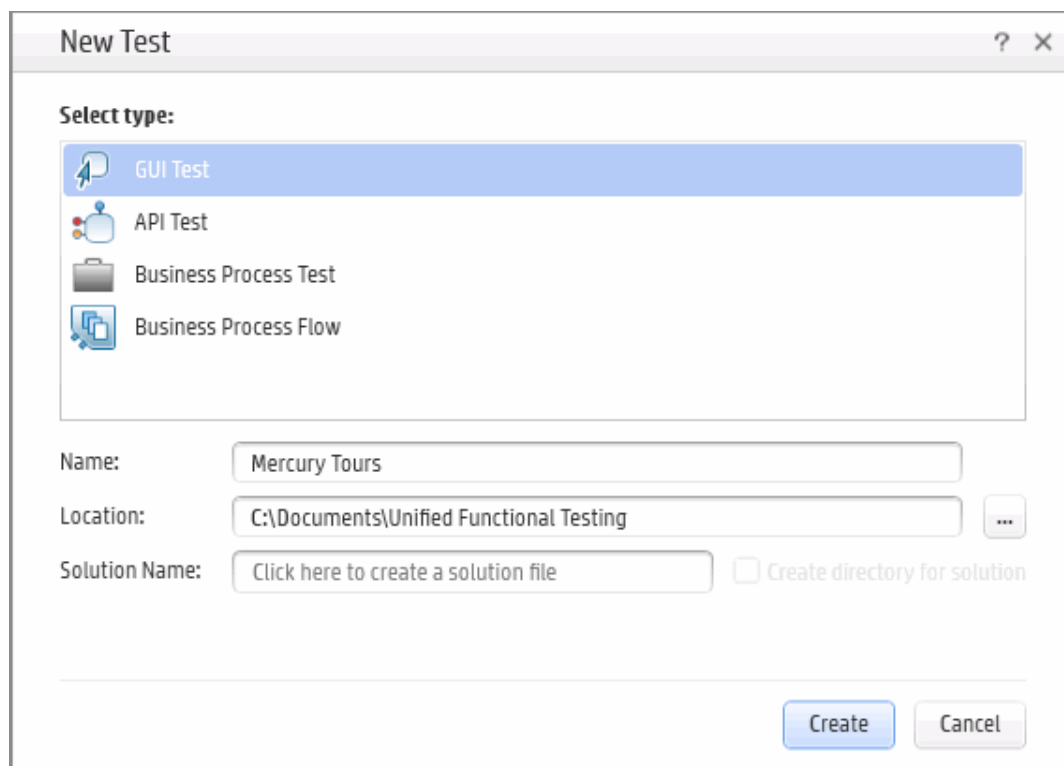 New Test ? ×
Select type:
GUI Test
API Test
Business Process Test
Business Process Flow
Name: Mercury Tours
Location: C:\Documents\Unified Functional Testing ...
Solution Name: Click here to create a solution file Create directory for solution
Create Cancel